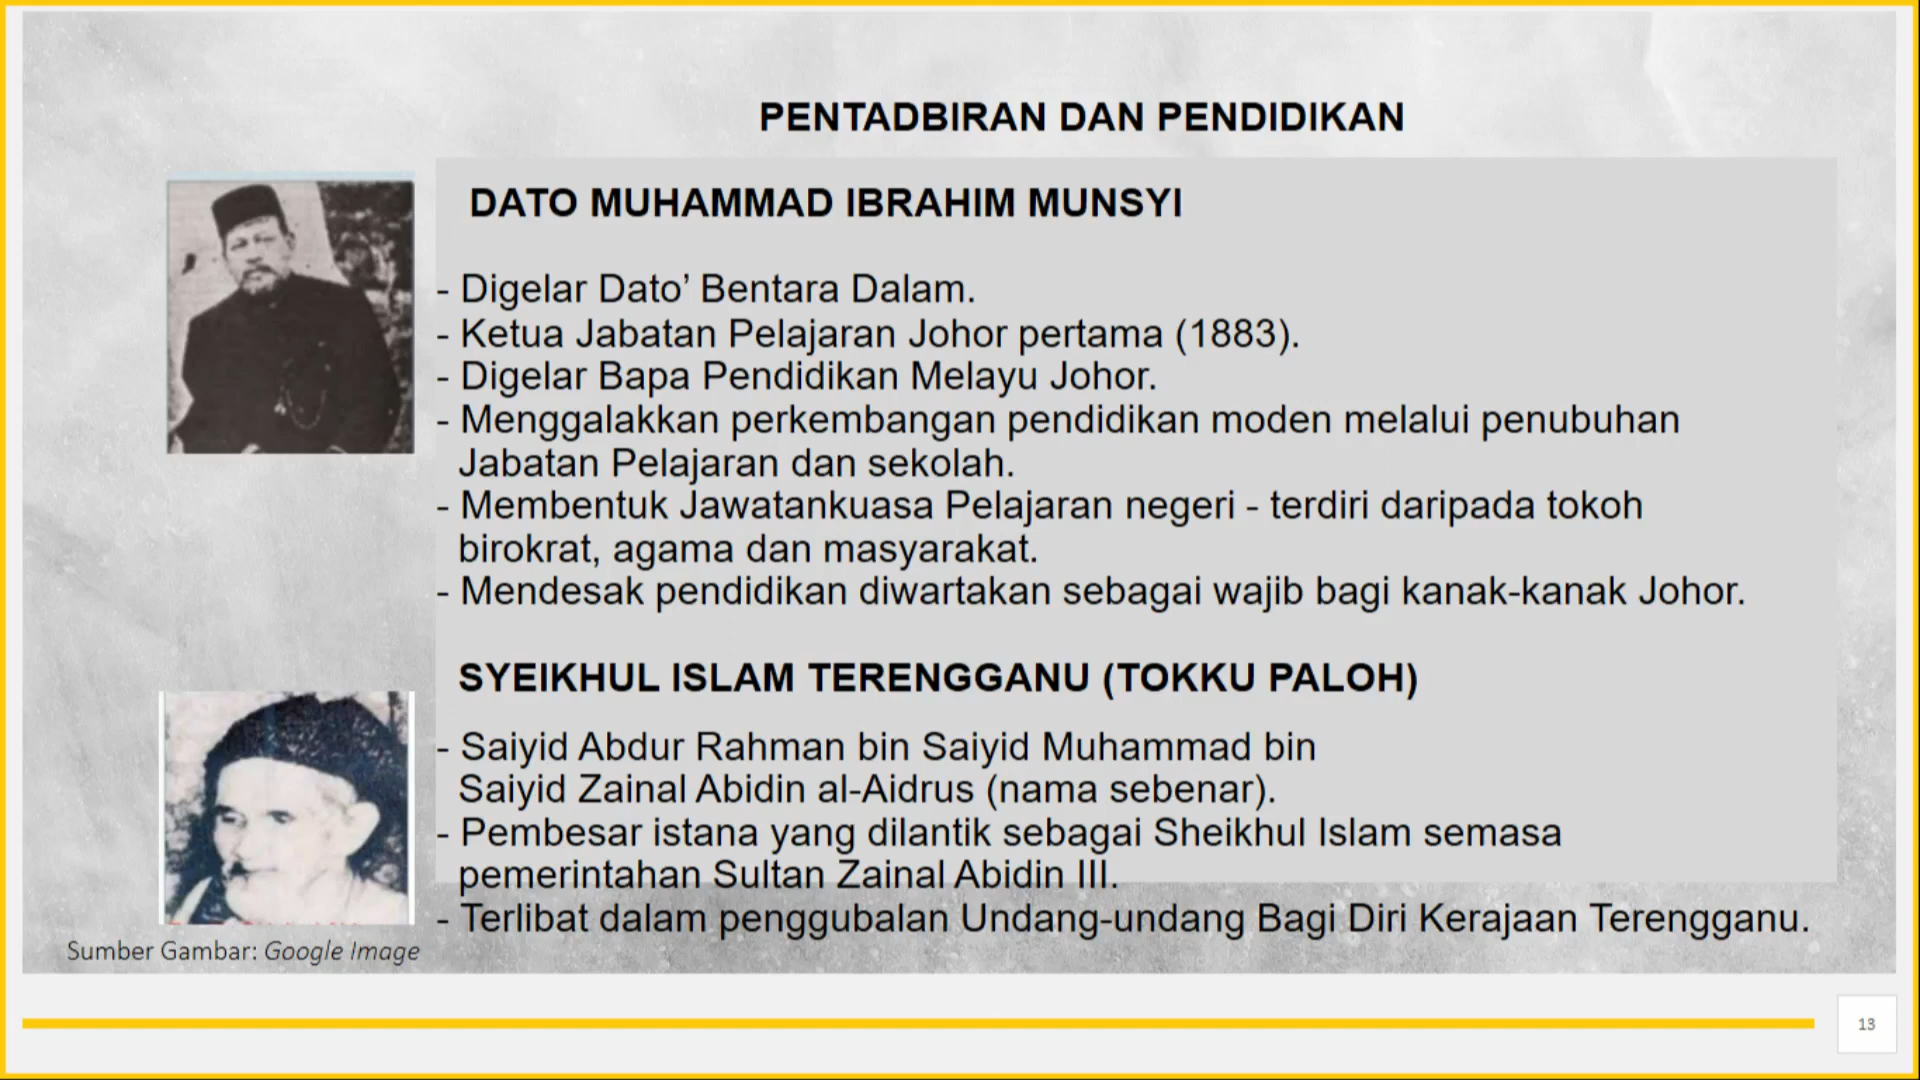 PENTADBIRAN DAN PENDIDIKAN
DATO MUHAMMAD IBRAHIM MUNSYI
- Digelar Dato’ Bentara Dalam.
- Ketua Jabatan Pelajaran Johor pertama (1883).
- Digelar Bapa Pendidikan Melayu Johor.
- Menggalakkan perkembangan pendidikan moden melalui penubuhan
Jabatan Pelajaran dan sekolah.
- Membentuk Jawatankuasa Pelajaran negeri - terdiri daripada tokoh
birokrat, agama dan masyarakat.
- Mendesak pendidikan diwartakan sebagai wajib bagi kanak-kanak Johor.
SYEIKHUL ISLAM TERENGGANU (TOKKU PALOH)
- Saiyid Abdur Rahman bin Saiyid Muhammad bin
Saiyid Zainal Abidin al-Aidrus (nama sebenar).
- Pembesar istana yang dilantik sebagai Sheikhul Islam semasa
pemerintahan Sultan Zainal Abidin III.
- Terlibat dalam penggubalan Undang-undang Bagi Diri Kerajaan Terengganu.
Sumber Gambar: Google Image
13